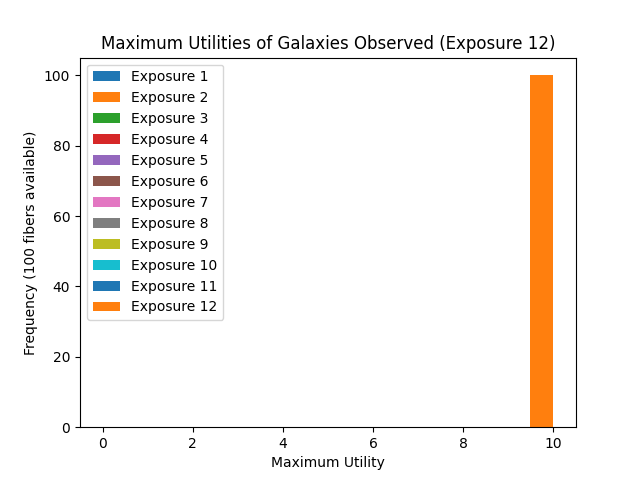 Maximum Utilities of Galaxies Observed (Exposure 12)
Exposure 1
Exposure 2
Exposure 3
Exposure 4
Exposure 5
Exposure 6
Exposure 7
Exposure 8
Exposure 9
Exposure 10
Exposure 11
Exposure 12
Frequency (100 fibers available)
100
80
60
40
20
0
0 2 4 6 8 10
Maximum Utility